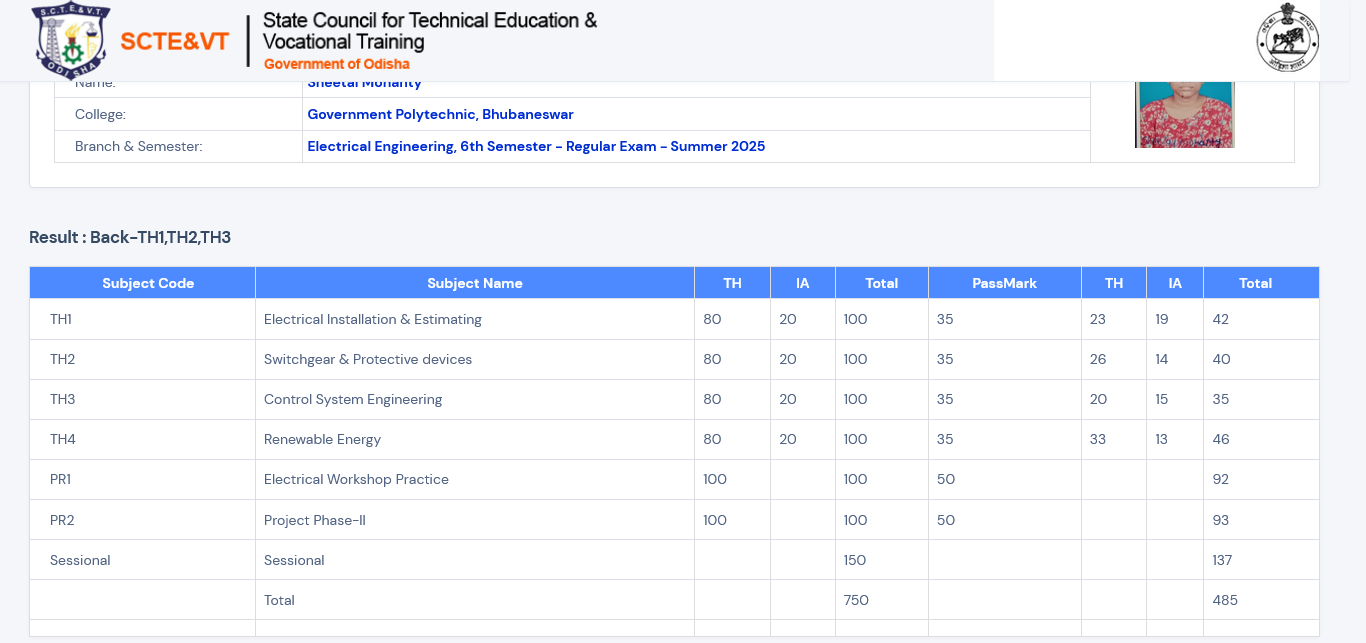 S.C.T.E.&V.T.
ODISHA
SCTE&VT
State Council for Technical Education &
Vocational Training
Government of Odisha
Name: Sheetal Mohanty
College: Government Polytechnic, Bhubaneswar
Branch & Semester: Electrical Engineering, 6th Semester - Regular Exam - Summer 2025
Result : Back-TH1,TH2,TH3
Subject Code Subject Name TH IA Total PassMark TH IA Total
TH1 Electrical Installation & Estimating 80 20 100 35 23 19 42
TH2 Switchgear & Protective devices 80 20 100 35 26 14 40
TH3 Control System Engineering 80 20 100 35 20 15 35
TH4 Renewable Energy 80 20 100 35 33 13 46
PR1 Electrical Workshop Practice 100 100 50 92
PR2 Project Phase-II 100 100 50 93
Sessional Sessional 150 137
Total 750 485